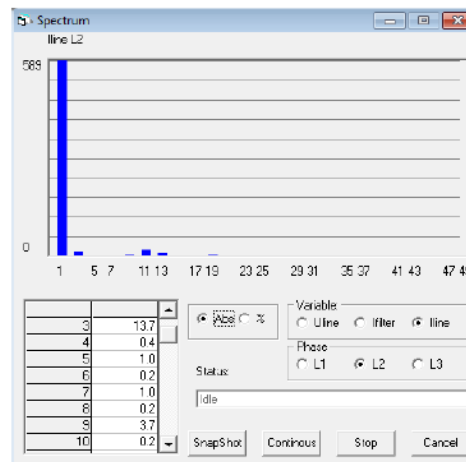 Spectrum
Iline L2
589
0
1 5 7 11 13 17 19 23 25 29 31 35 37 41 43 47 49
3 13.7
4 0.4
5 1.0
6 0.2
7 1.0
8 0.2
9 3.7
10 0.2
Abs %
Variable:
Uline Ifilter Iline
Phase
L1 L2 L3
Status:
Idle
SnapShot Continous Stop Cancel